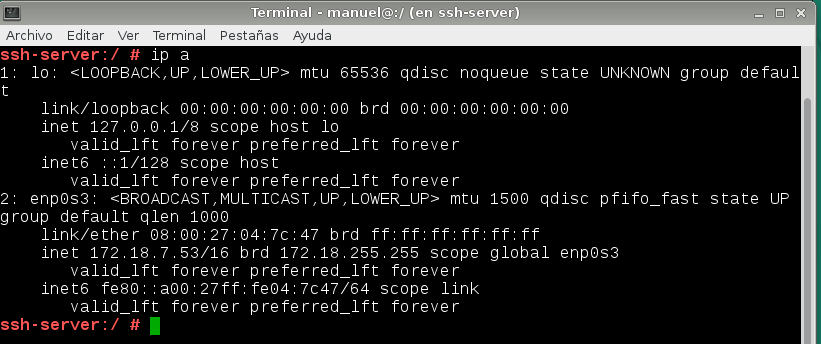 Terminal - manuel@:/ (en ssh-server)
Archivo Editar Ver Terminal Pestañas Ayuda
ssh-server:/ # ip a
1: lo: <LOOPBACK,UP,LOWER_UP> mtu 65536 qdisc noqueue state UNKNOWN group defaul
t
    link/loopback 00:00:00:00:00:00 brd 00:00:00:00:00:00
    inet 127.0.0.1/8 scope host lo
       valid_lft forever preferred_lft forever
    inet6 ::1/128 scope host
       valid_lft forever preferred_lft forever
2: enp0s3: <BROADCAST,MULTICAST,UP,LOWER_UP> mtu 1500 qdisc pfifo_fast state UP
group default qlen 1000
    link/ether 08:00:27:04:7c:47 brd ff:ff:ff:ff:ff:ff
    inet 172.18.7.53/16 brd 172.18.255.255 scope global enp0s3
       valid_lft forever preferred_lft forever
    inet6 fe80::a00:27ff:fe04:7c47/64 scope link
       valid_lft forever preferred_lft forever
ssh-server:/ #